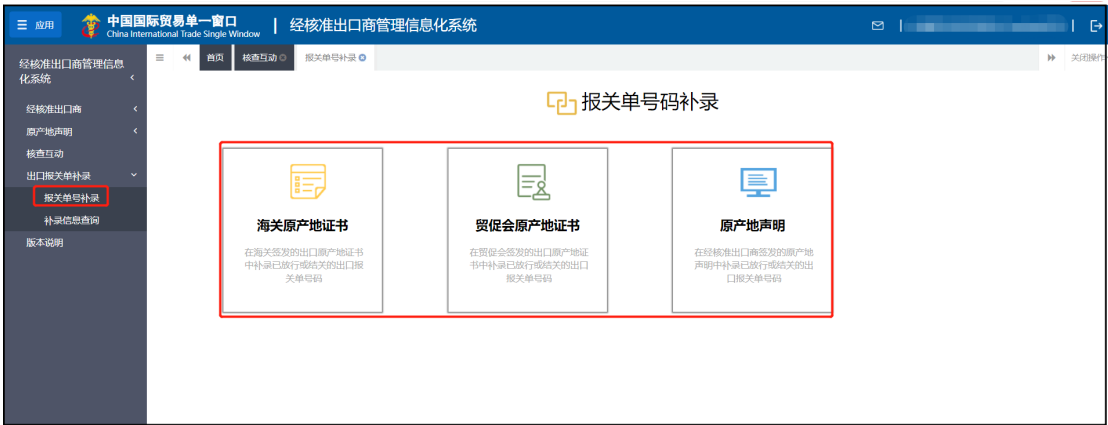 应用
中国国际贸易单一窗口
China International Trade Single Window
经核准出口商管理信息化系统
经核准出口商管理信息
化系统
首页
核查互动
报关单号补录
关闭操作
经核准出口商
原产地声明
核查互动
出口报关单补录
报关单号补录
补录信息查询
版本说明
报关单号码补录
海关原产地证书
在海关签发的出口原产地证书
中补录已放行或结关的出口报
关单号码
贸促会原产地证书
在贸促会签发的出口原产地证
书中补录已放行或结关的出口
报关单号码
原产地声明
在经核准出口商签发的原产地
声明中补录已放行或结关的出
口报关单号码